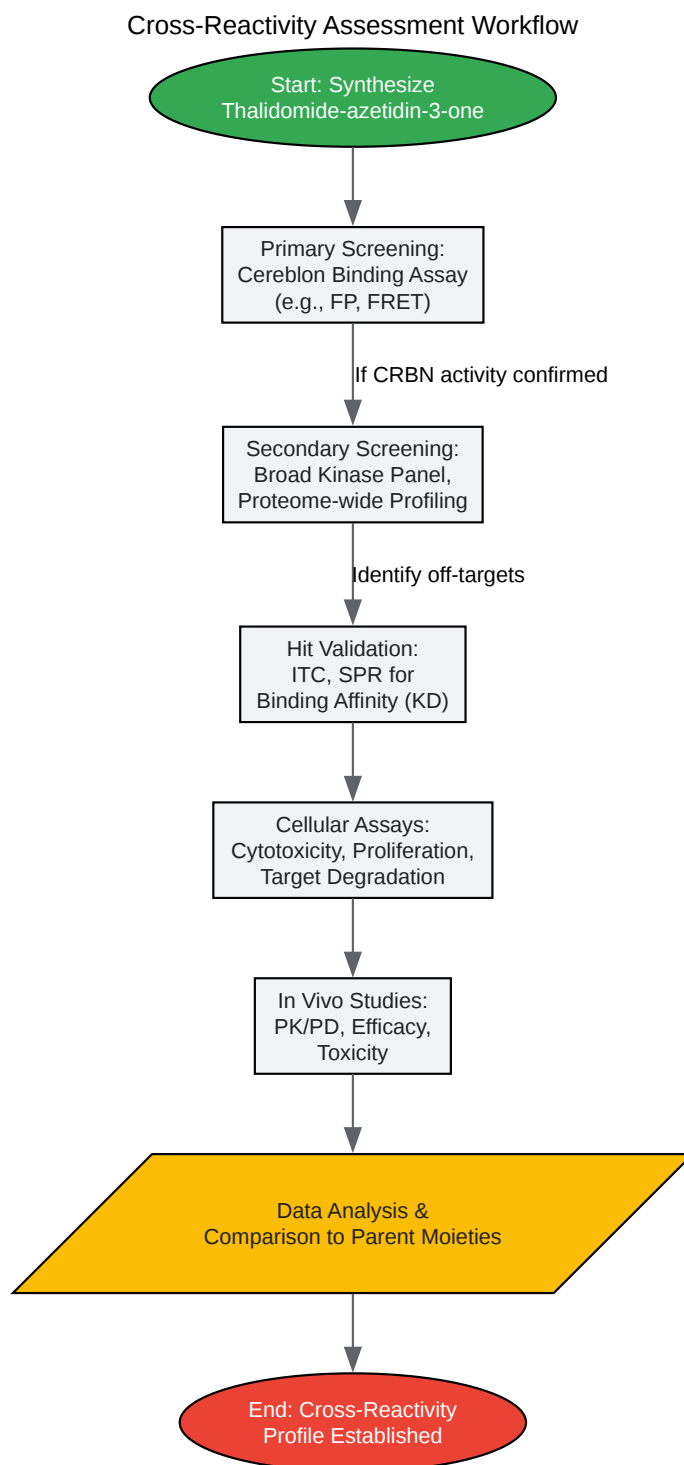 Cross-Reactivity Assessment Workflow
Start: Synthesize
Thalidomide-azetidin-3-one
Primary Screening:
Cereblon Binding Assay
(e.g., FP, FRET)
If CRBN activity confirmed
Secondary Screening:
Broad Kinase Panel,
Proteome-wide Profiling
Identify off-targets
Hit Validation:
ITC, SPR for
Binding Affinity (KD)
Cellular Assays:
Cytotoxicity, Proliferation,
Target Degradation
In Vivo Studies:
PK/PD, Efficacy,
Toxicity
Data Analysis &
Comparison to Parent Moieties
End: Cross-Reactivity
Profile Established